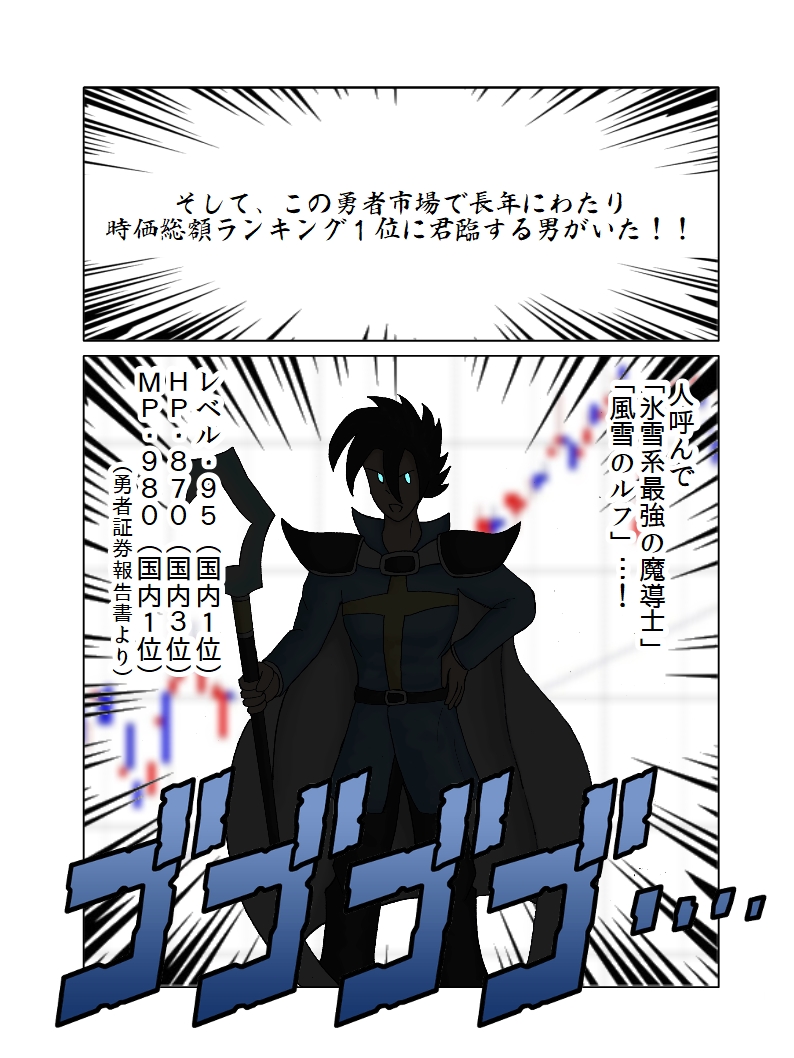 そして、この勇者市場で長年にわたり
時価総額ランキング１位に君臨する男がいた！！
人呼んで
「氷雪系最強の魔導士」
「風雪のルフ」…！
レベル：９５（国内１位）
ＨＰ：８７０（国内３位）
ＭＰ：９８０（国内１位）
（勇者証券報告書より）
ゴゴゴゴ・・・・